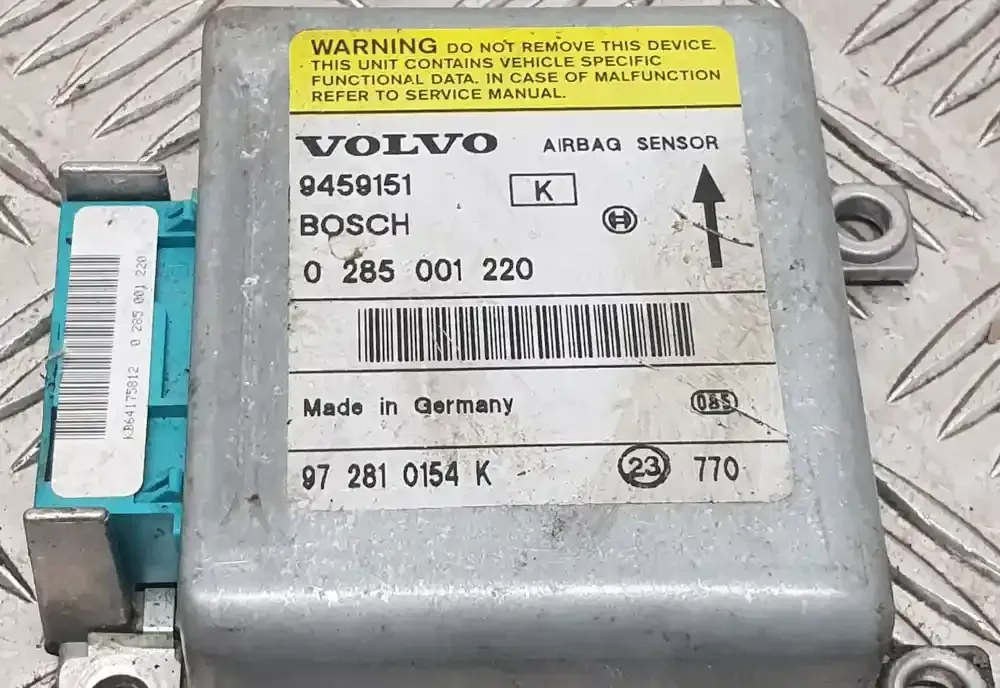 WARNING DO NOT REMOVE THIS DEVICE.
THIS UNIT CONTAINS VEHICLE SPECIFIC
FUNCTIONAL DATA. IN CASE OF MALFUNCTION
REFER TO SERVICE MANUAL.
VOLVO AIRBAG SENSOR
9459151 K
BOSCH
0 285 001 220
Made in Germany 085
97 281 0154 K 23 770
KB64175812 0 285 001 220